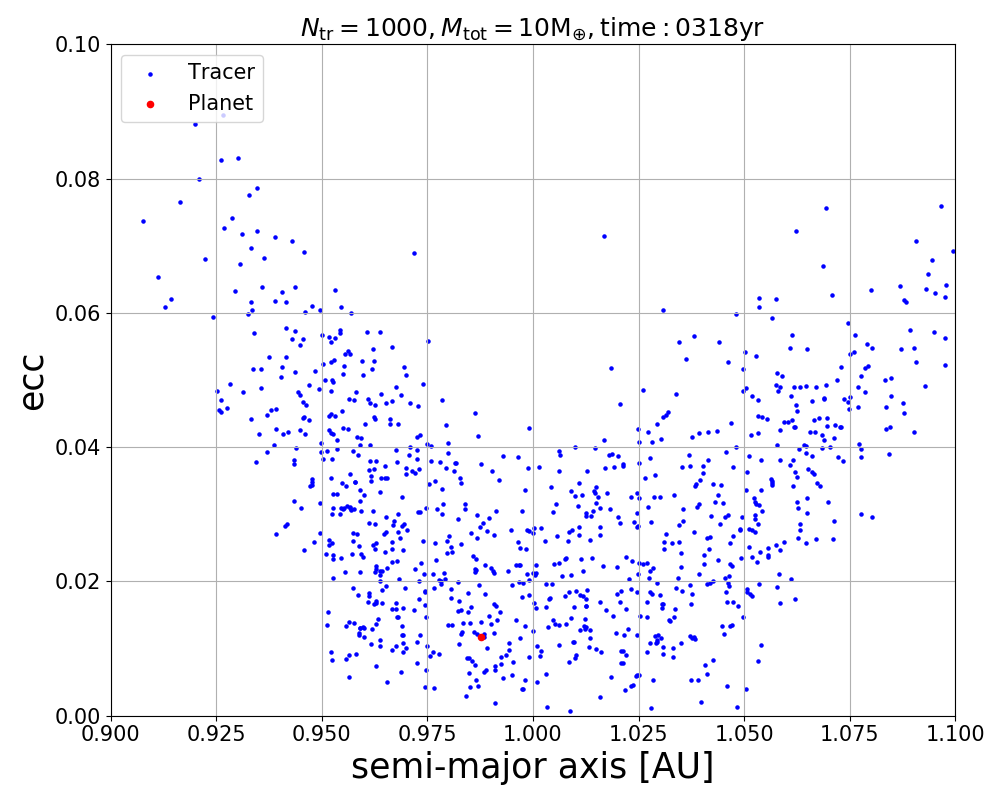 N_tr = 1000, M_tot = 10M_⊕, time : 0318yr
Tracer
Planet
0.10
0.08
0.06
0.04
0.02
0.00
ecc
0.900 0.925 0.950 0.975 1.000 1.025 1.050 1.075 1.100
semi-major axis [AU]